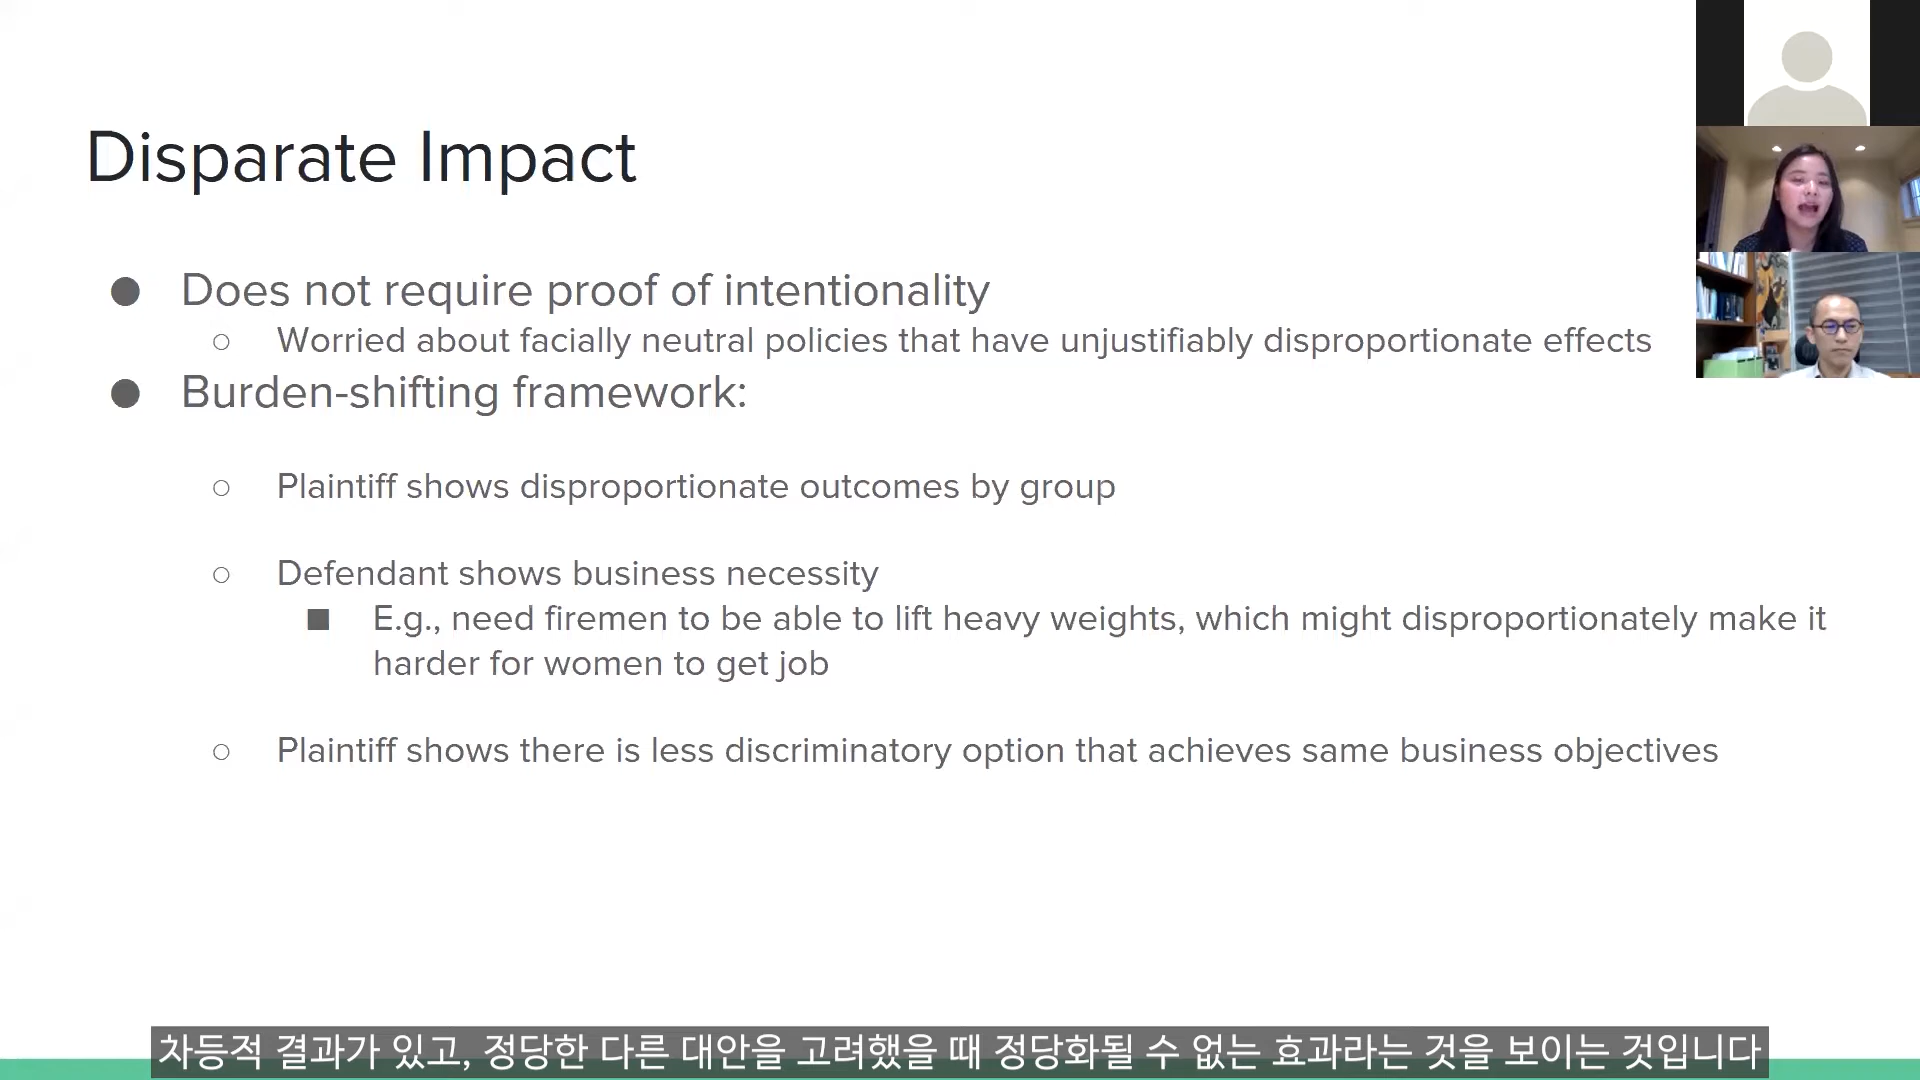 Disparate Impact
● Does not require proof of intentionality
○ Worried about facially neutral policies that have unjustifiably disproportionate effects
● Burden-shifting framework:
○ Plaintiff shows disproportionate outcomes by group
○ Defendant shows business necessity
■ E.g., need firemen to be able to lift heavy weights, which might disproportionately make it
harder for women to get job
○ Plaintiff shows there is less discriminatory option that achieves same business objectives
차등적 결과가 있고, 정당한 다른 대안을 고려했을 때 정당화될 수 없는 효과라는 것을 보이는 것입니다